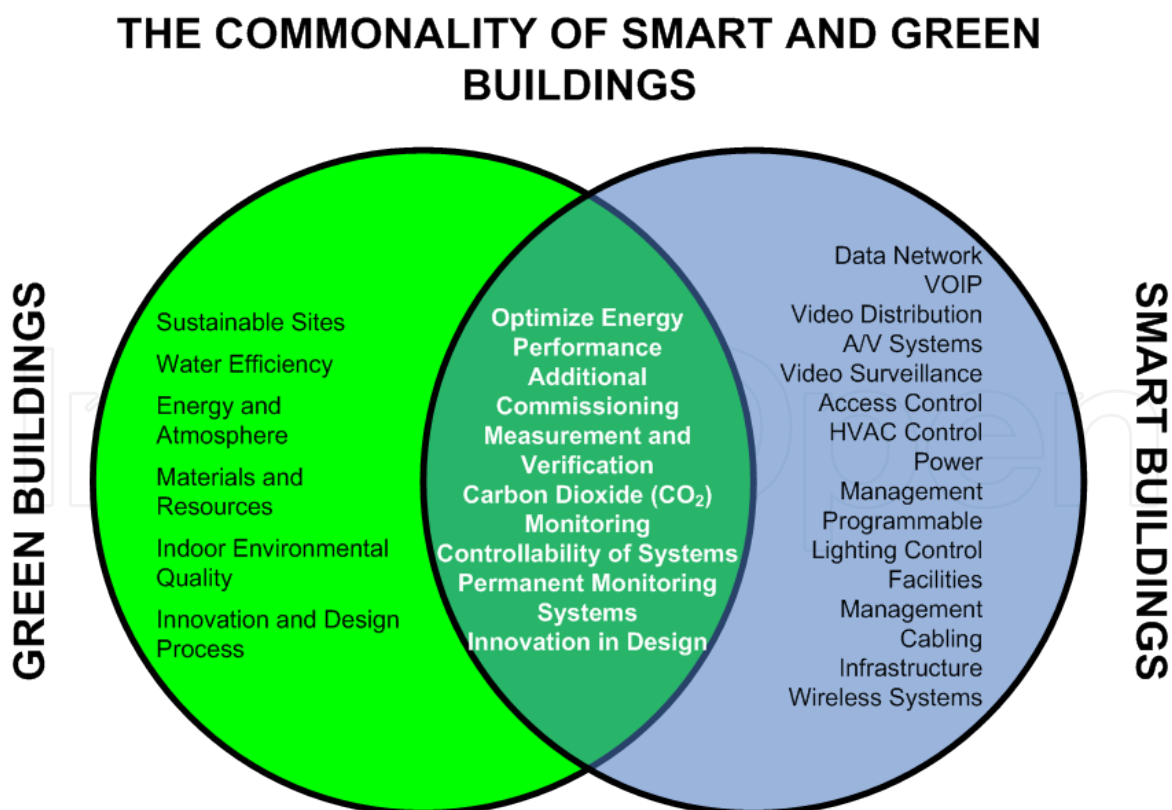 THE COMMONALITY OF SMART AND GREEN
BUILDINGS
GREEN BUILDINGS
Sustainable Sites
Water Efficiency
Energy and
Atmosphere
Materials and
Resources
Indoor Environmental
Quality
Innovation and Design
Process
Optimize Energy
Performance
Additional
Commissioning
Measurement and
Verification
Carbon Dioxide (CO₂)
Monitoring
Controllability of Systems
Permanent Monitoring
Systems
Innovation in Design
Data Network
VOIP
Video Distribution
A/V Systems
Video Surveillance
Access Control
HVAC Control
Power
Management
Programmable
Lighting Control
Facilities
Management
Cabling
Infrastructure
Wireless Systems
SMART BUILDINGS